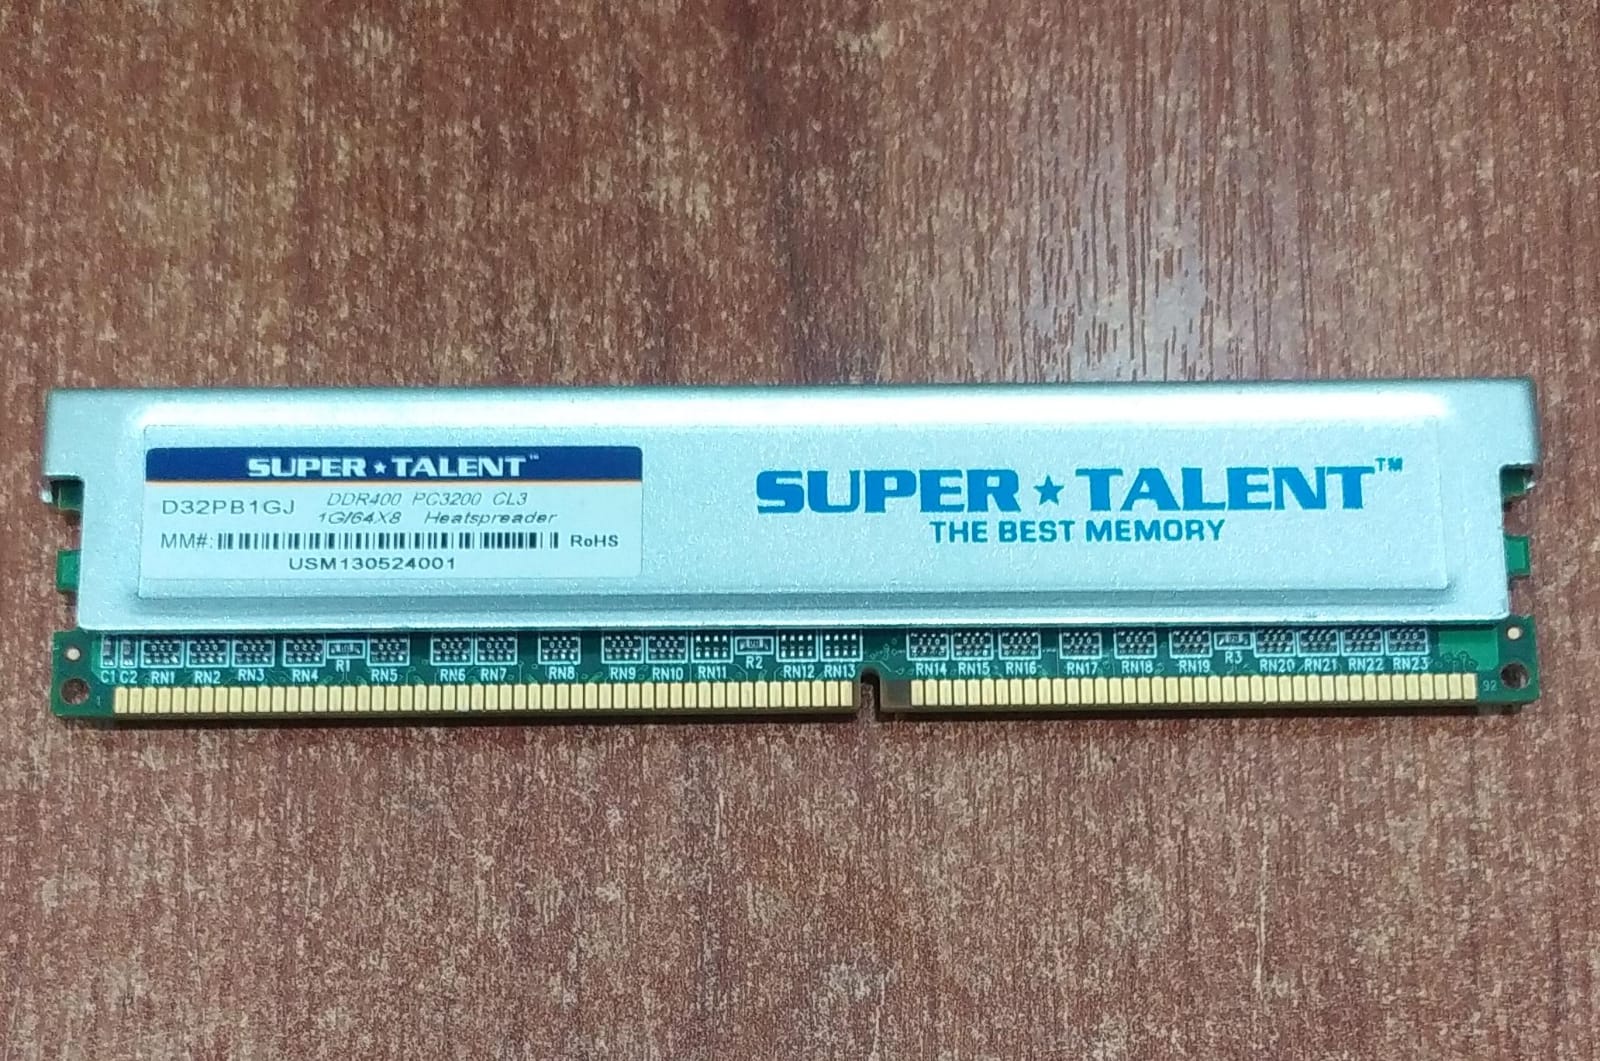 SUPER★TALENT™
D32PB1GJ DDR400 PC3200 CL3
1G/64X8 Heatspreader
MM#: RoHS
USM130524001
SUPER★TALENT™
THE BEST MEMORY
C1 C2 RN1 RN2 RN3 RN4 R1 RN5 RN6 RN7 RN8 RN9 RN10 RN11 R2 RN12 RN13 RN14 RN15 RN16 RN17 RN18 RN19 R3 RN20 RN21 RN22 RN23
1 92